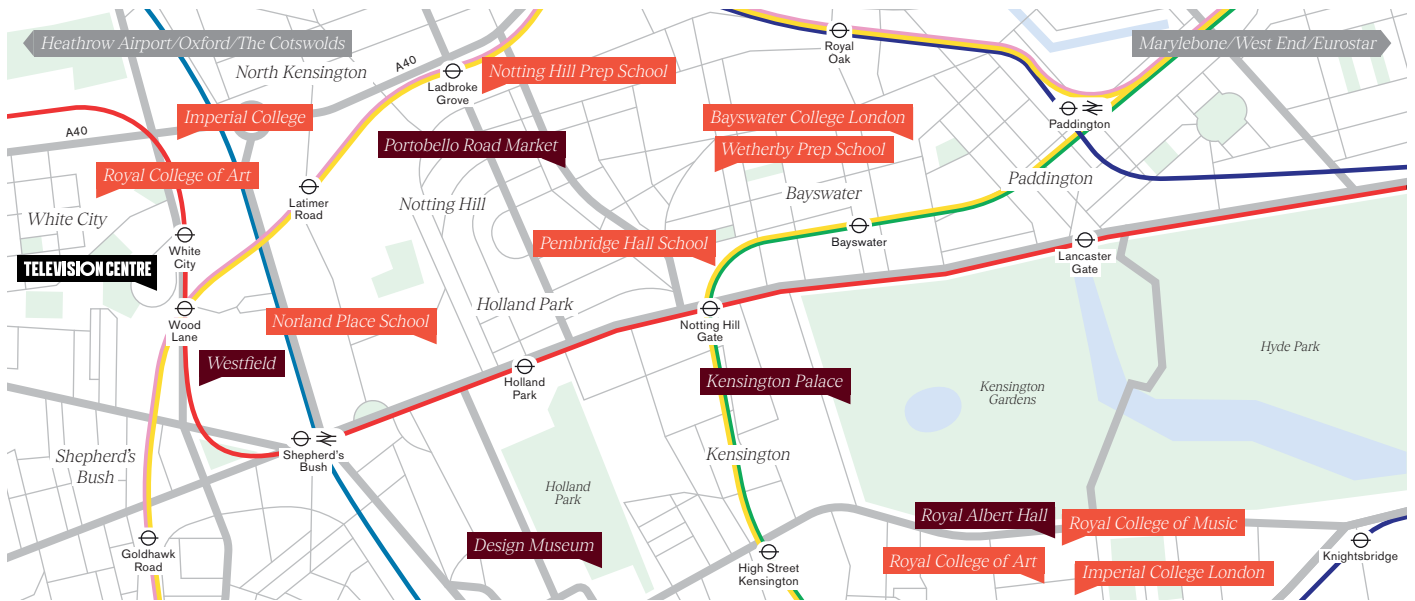 Heathrow Airport/Oxford/The Cotswolds
Royal
Oak
Marylebone/West End/Eurostar
North Kensington
A40
Ladbroke
Grove
Notting Hill Prep School
Imperial College
Bayswater College London
Paddington
A40
Portobello Road Market
Wetherby Prep School
Royal College of Art
Latimer
Road
Notting Hill
Bayswater
Paddington
White City
White
City
Pembridge Hall School
Bayswater
Lancaster
Gate
TELEVISION CENTRE
Holland Park
Wood
Lane
Norland Place School
Notting Hill
Gate
Hyde Park
Westfield
Holland
Park
Kensington Palace
Kensington
Gardens
Shepherd's
Bush
Shepherd's
Bush
Kensington
Holland
Park
Royal Albert Hall
Royal College of Music
Goldhawk
Road
Design Museum
High Street
Kensington
Royal College of Art
Imperial College London
Knightsbridge